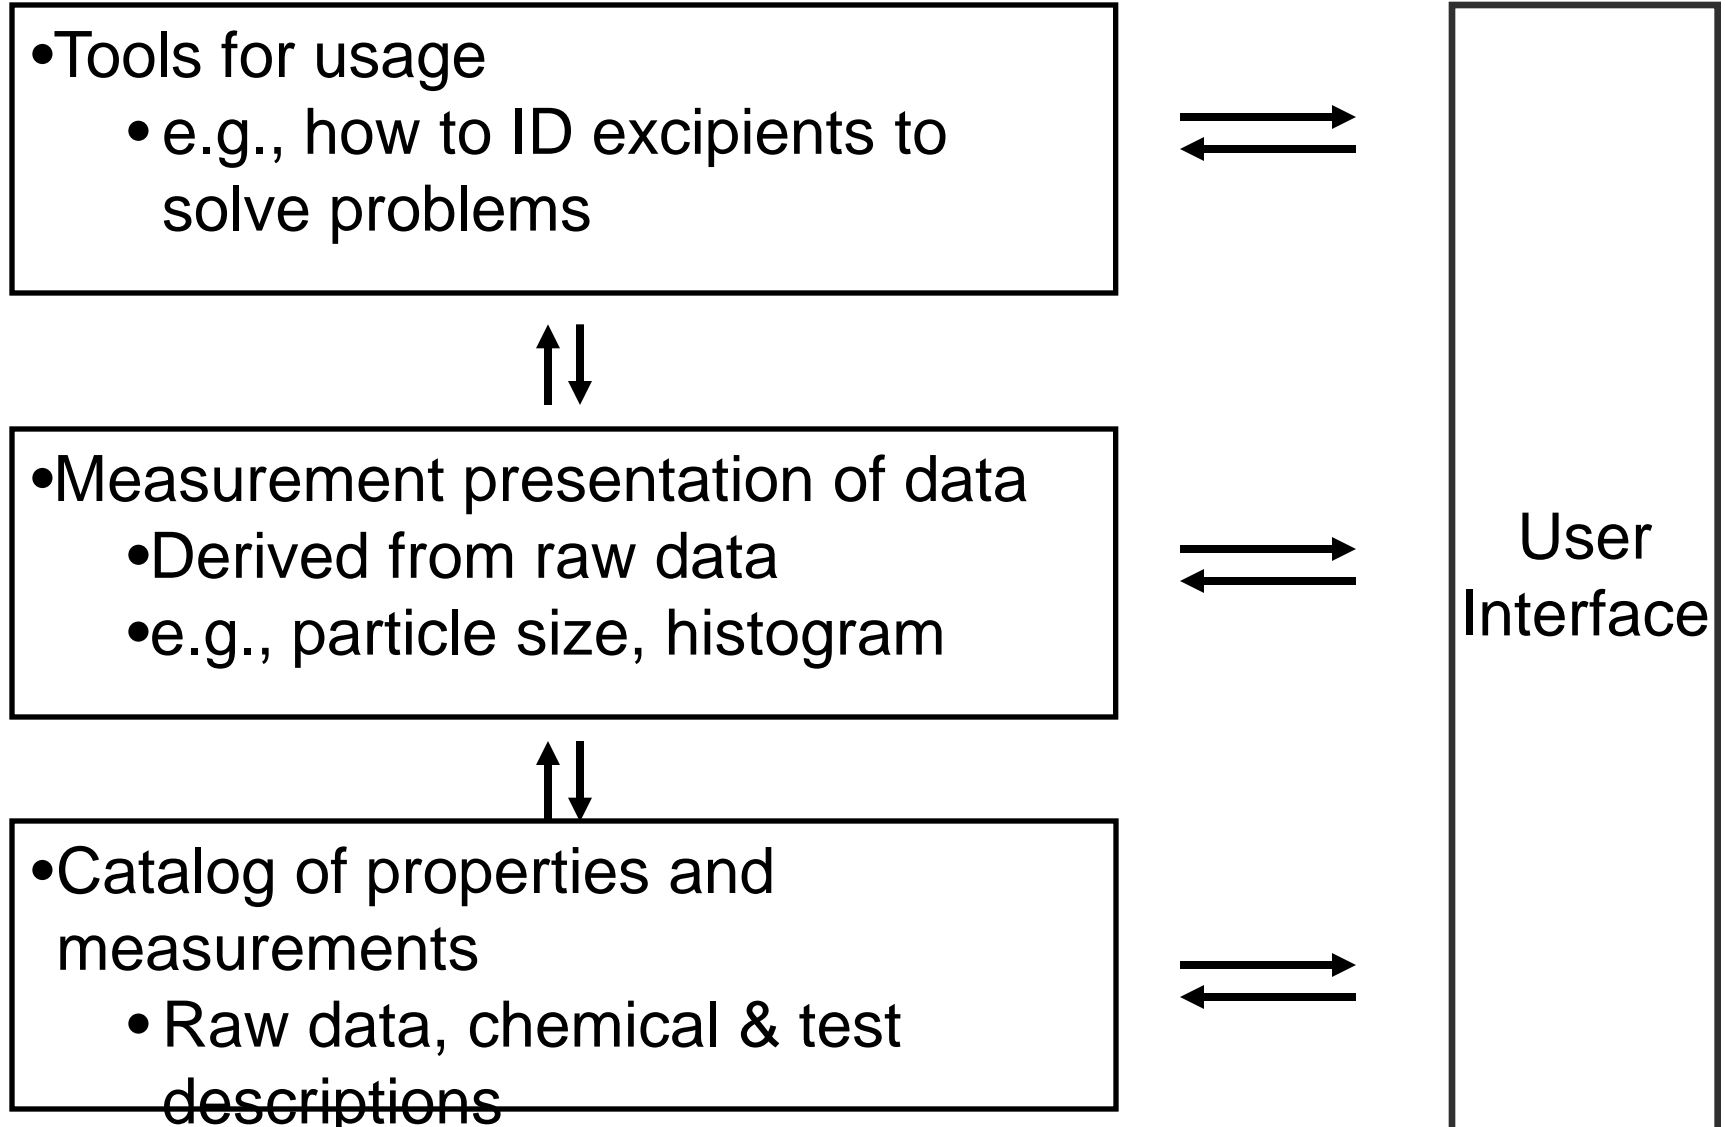 •Tools for usage
• e.g., how to ID excipients to
solve problems
•Measurement presentation of data
•Derived from raw data
•e.g., particle size, histogram
•Catalog of properties and
measurements
• Raw data, chemical & test
descriptions
User
Interface